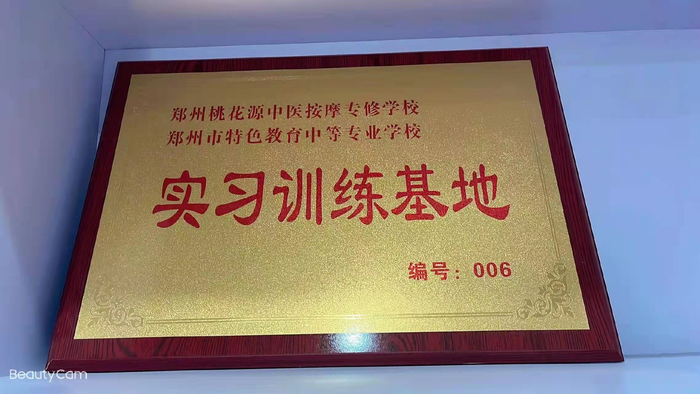 郑州桃花源中医按摩专修学校
郑州市特色教育中等专业学校
实习训练基地
编号：006
BeautyCam